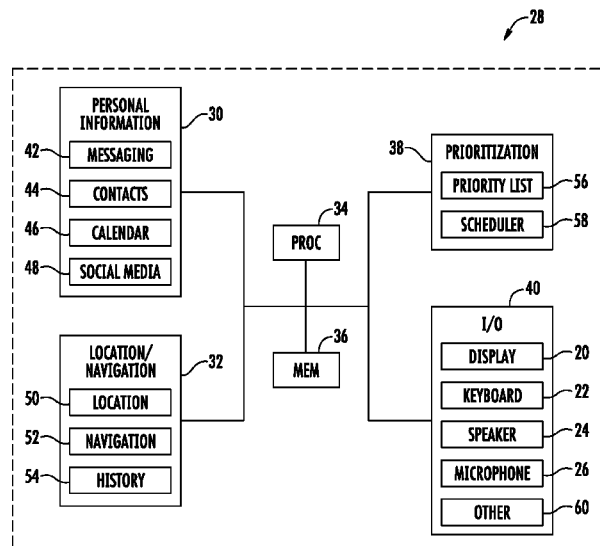 28
PERSONAL
INFORMATION
30
42
MESSAGING
44
CONTACTS
46
CALENDAR
48
SOCIAL MEDIA
LOCATION/
NAVIGATION
32
50
LOCATION
52
NAVIGATION
54
HISTORY
34
PROC
36
MEM
38
PRIORITIZATION
PRIORITY LIST
56
SCHEDULER
58
40
I/O
DISPLAY
20
KEYBOARD
22
SPEAKER
24
MICROPHONE
26
OTHER
60